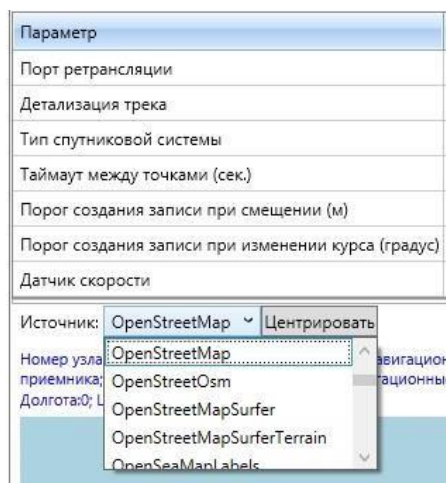 Параметр
Порт ретрансляции
Детализация трека
Тип спутниковой системы
Таймаут между точками (сек.)
Порог создания записи при смещении (м)
Порог создания записи при изменении курса (градус)
Датчик скорости
Источник: OpenStreetMap Центрировать
OpenStreetMap
OpenStreetOsm
OpenStreetMapSurfer
OpenStreetMapSurferTerrain
OpenSeaMapLabels
Номер узла
приемника;
Долгота:0;